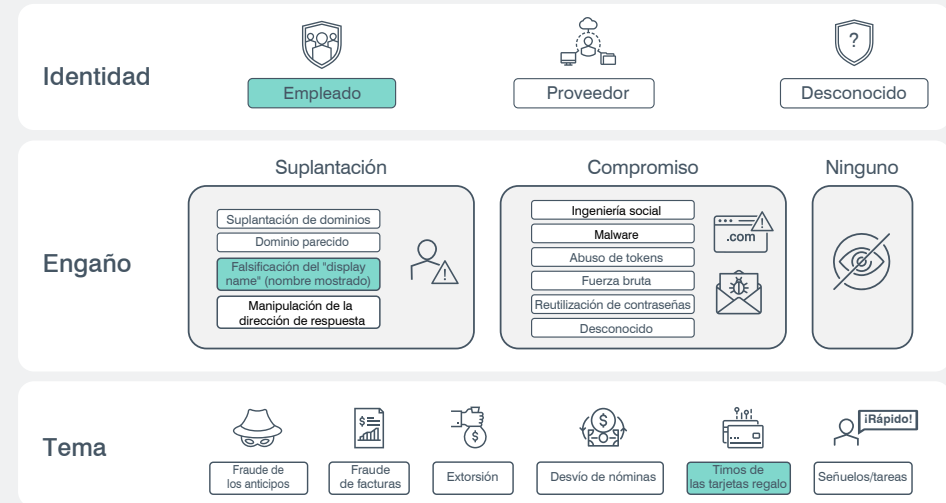 ?
Identidad
Empleado
Proveedor
Desconocido
Suplantación
Compromiso
Ninguno
Engaño
Suplantación de dominios
Dominio parecido
Falsificación del "display
name" (nombre mostrado)
Manipulación de la
dirección de respuesta
Ingeniería social
Malware
Abuso de tokens
Fuerza bruta
Reutilización de contraseñas
Desconocido
.com
Tema
$
$
$
¡Rápido!
Fraude de
los anticipos
Fraude
de facturas
Extorsión
Desvío de nóminas
Timos de
las tarjetas regalo
Señuelos/tareas